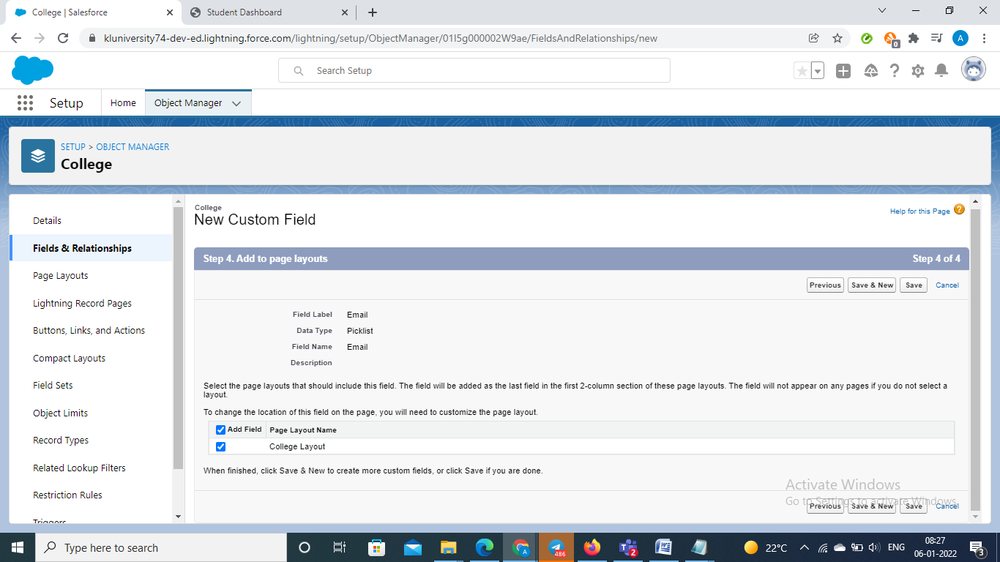 College | Salesforce
Student Dashboard
kluniversity74-dev-ed.lightning.force.com/lightning/setup/ObjectManager/01I5g000002W9ae/FieldsAndRelationships/new
0
A
Search Setup
Setup
Home
Object Manager
SETUP > OBJECT MANAGER
College
Details
Fields & Relationships
Page Layouts
Lightning Record Pages
Buttons, Links, and Actions
Compact Layouts
Field Sets
Object Limits
Record Types
Related Lookup Filters
Restriction Rules
Triggers
College
New Custom Field
Help for this Page ?
Step 4. Add to page layouts
Step 4 of 4
Previous Save & New Save Cancel
Field Label Email
Data Type Picklist
Field Name Email
Description
Select the page layouts that should include this field. The field will be added as the last field in the first 2-column section of these page layouts. The field will not appear on any pages if you do not select a
layout.
To change the location of this field on the page, you will need to customize the page layout.
Add Field Page Layout Name
College Layout
When finished, click Save & New to create more custom fields, or click Save if you are done.
Activate Windows
Go to Settings to activate Windows.
Previous Save & New Save Cancel
Type here to search
A
486
2
22°C
ENG
08:27
06-01-2022
3